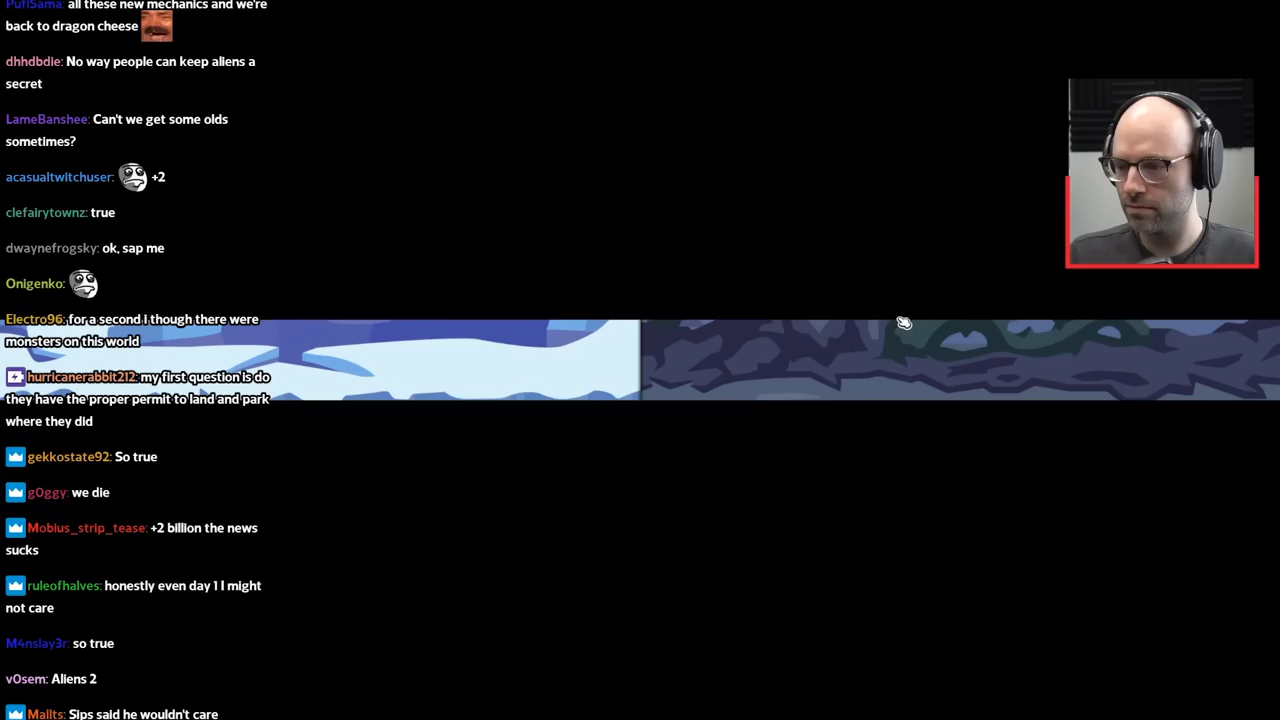 PuflSama: all these new mechanics and we're
back to dragon cheese
dhhdbdie: No way people can keep aliens a
secret
LameBanshee: Can't we get some olds
sometimes?
acasualtwitchuser: +2
clefairytownz: true
dwaynefrogsky: ok, sap me
Onigenko:
Electro96: for a second I though there were
monsters on this world
hurricanerabbit212: my first question is do
they have the proper permit to land and park
where they did
gekkostate92: So true
g0ggy: we die
Mobius_strip_tease: +2 billion the news
sucks
ruleofhalves: honestly even day 1 I might
not care
M4nslay3r: so true
v0sem: Aliens 2
Mallts: Sips said he wouldn't care